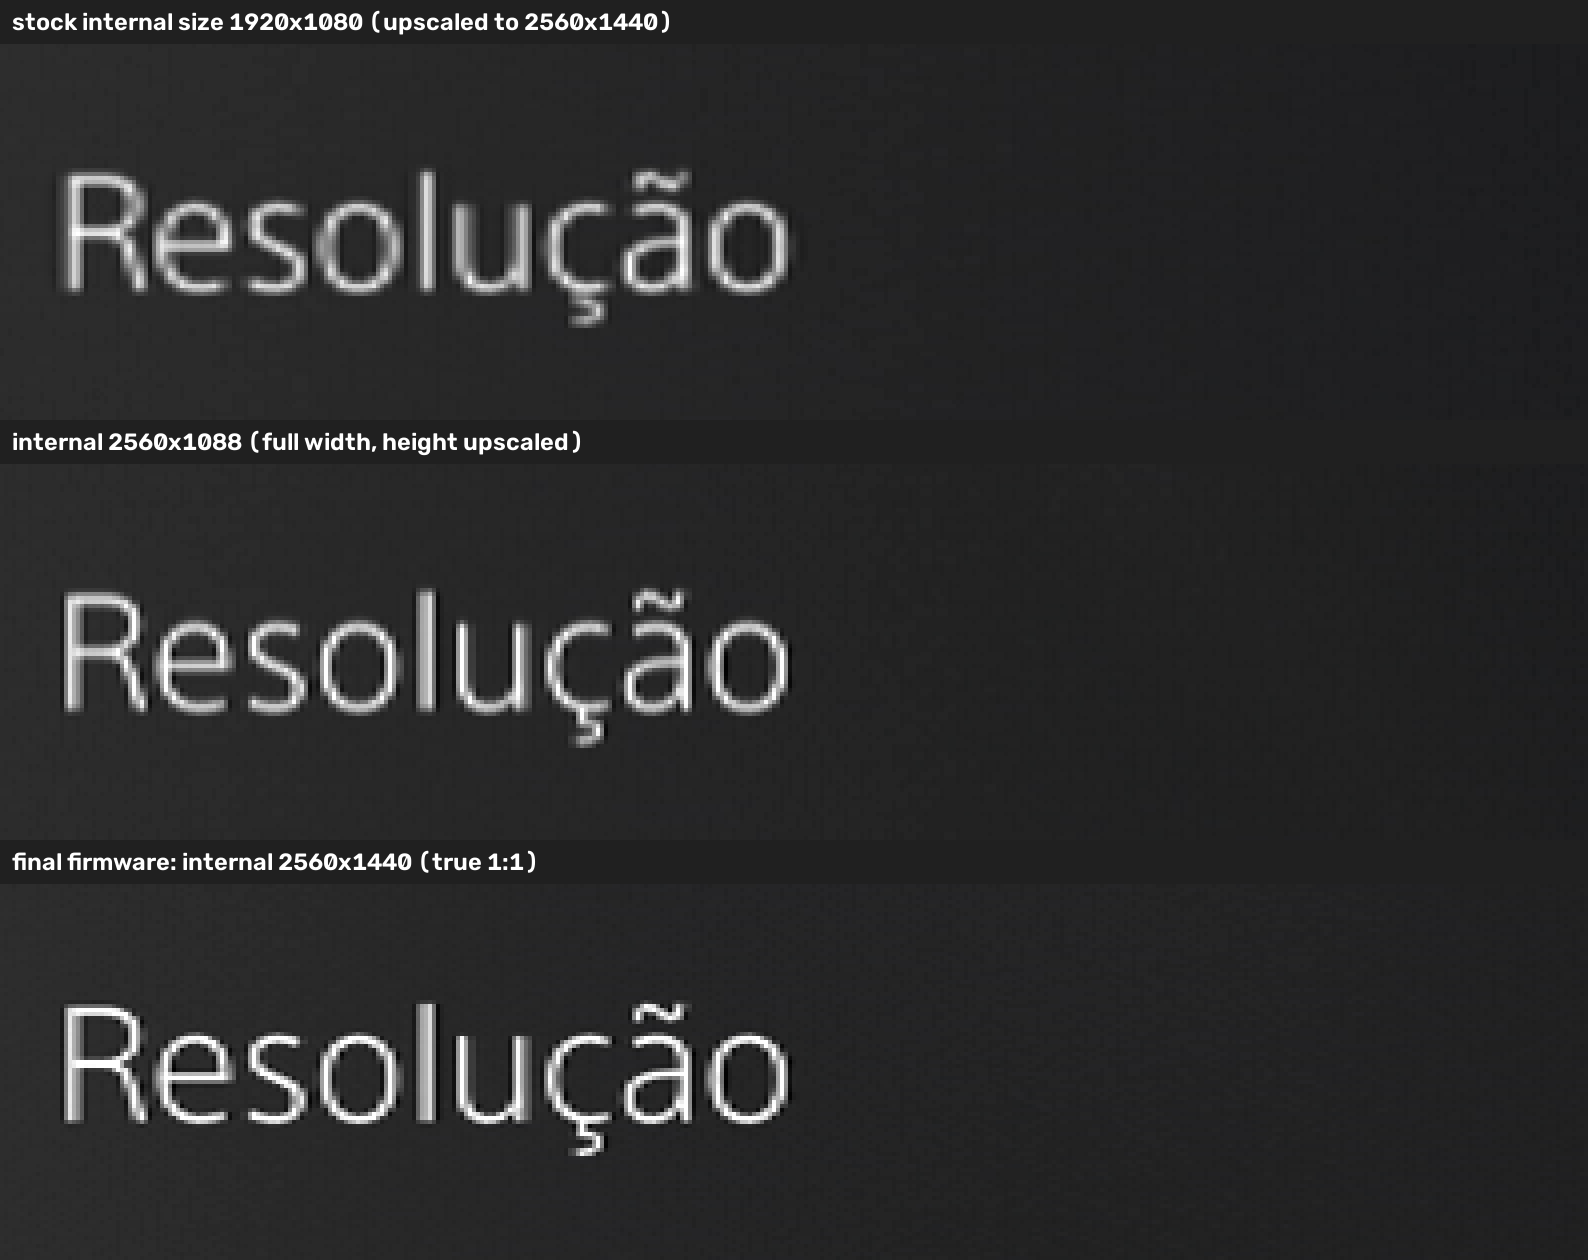 stock internal size 1920x1080 (upscaled to 2560x1440)
Resolução
internal 2560x1088 (full width, height upscaled)
Resolução
final firmware: internal 2560x1440 (true 1:1)
Resolução